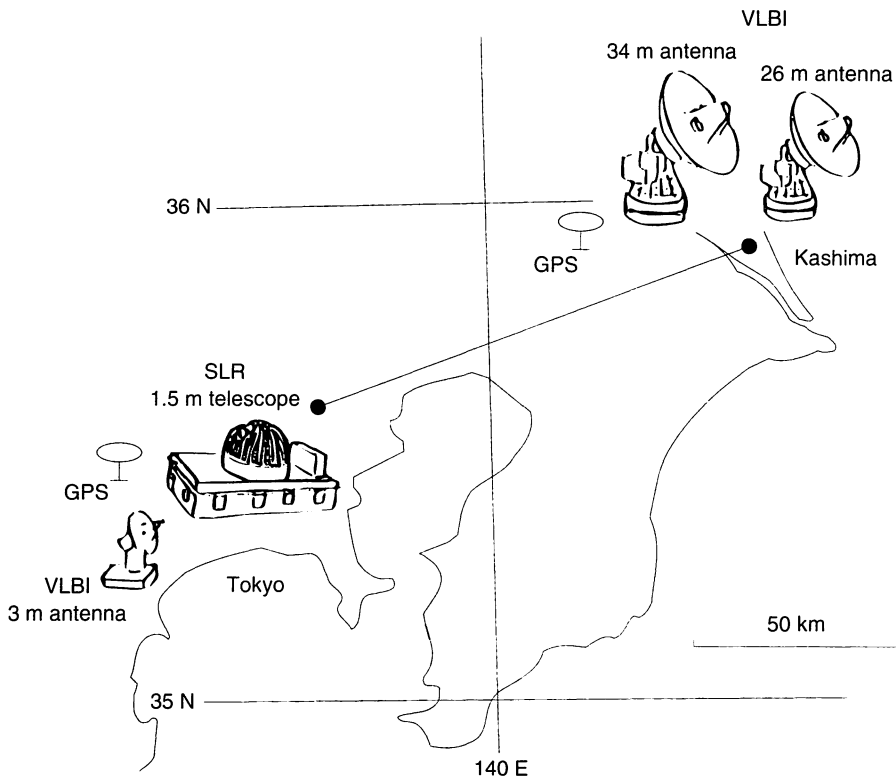 VLBI
34 m antenna
26 m antenna
36 N
GPS
Kashima
SLR
1.5 m telescope
GPS
VLBI
3 m antenna
Tokyo
50 km
35 N
140 E